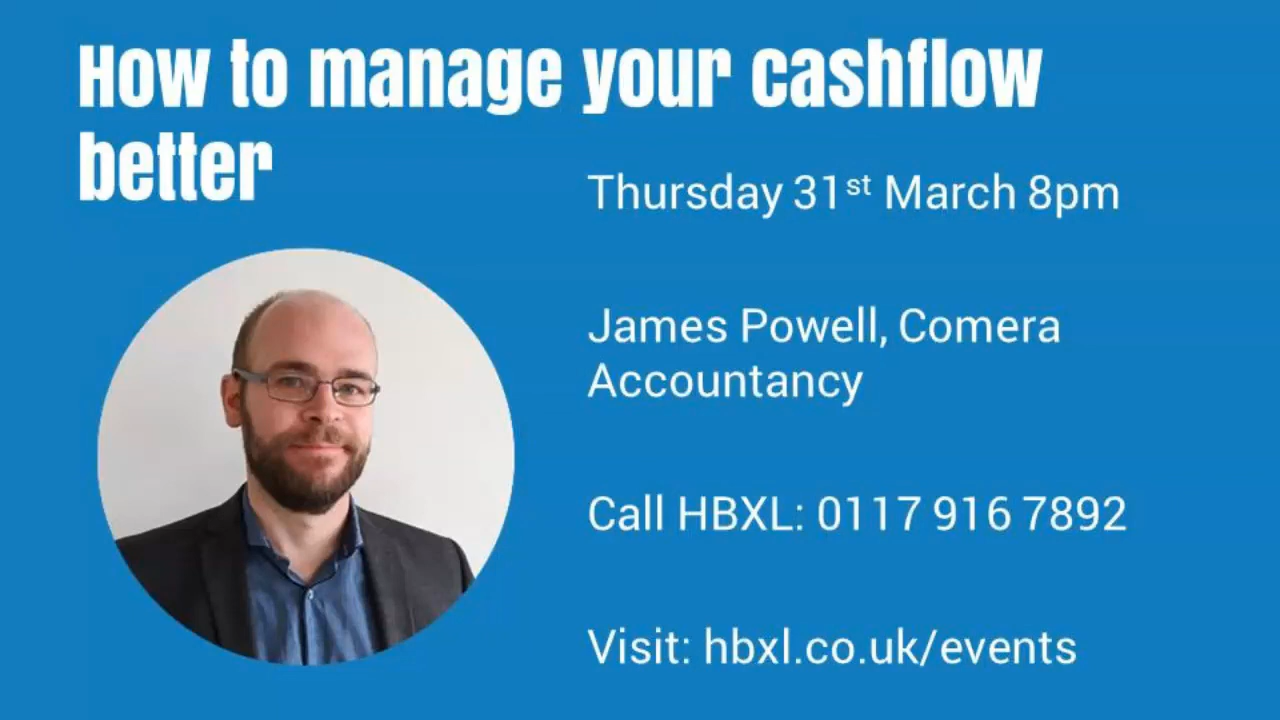 How to manage your cashflow
better
Thursday 31st March 8pm
James Powell, Comera
Accountancy
Call HBXL: 0117 916 7892
Visit: hbxl.co.uk/events